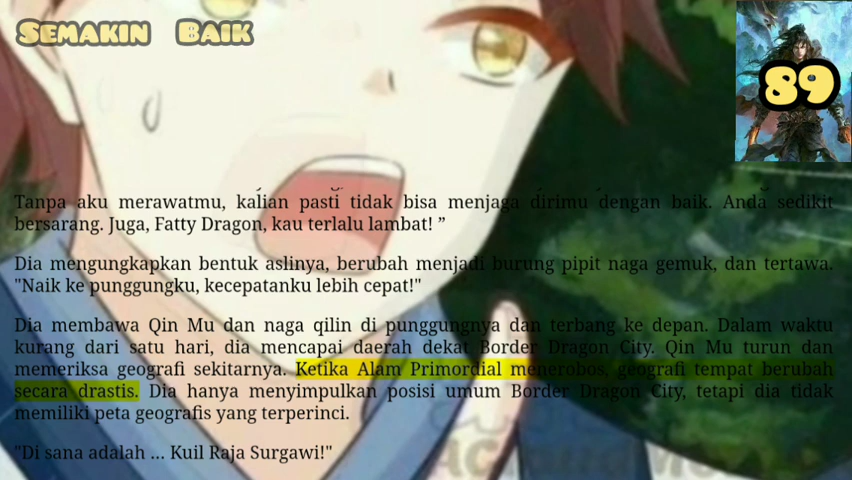 Semakin Baik
89
Tanpa aku merawatmu, kalian pasti tidak bisa menjaga dirimu dengan baik. Anda sedikit
bersarang. Juga, Fatty Dragon, kau terlalu lambat! ”
Dia mengungkapkan bentuk aslinya, berubah menjadi burung pipit naga gemuk, dan tertawa.
"Naik ke punggungku, kecepatanku lebih cepat!"
Dia membawa Qin Mu dan naga qilin di punggungnya dan terbang ke depan. Dalam waktu
kurang dari satu hari, dia mencapai daerah dekat Border Dragon City. Qin Mu turun dan
memeriksa geografi sekitarnya. Ketika Alam Primordial menerobos, geografi tempat berubah
secara drastis. Dia hanya menyimpulkan posisi umum Border Dragon City, tetapi dia tidak
memiliki peta geografis yang terperinci.
"Di sana adalah ... Kuil Raja Surgawi!"